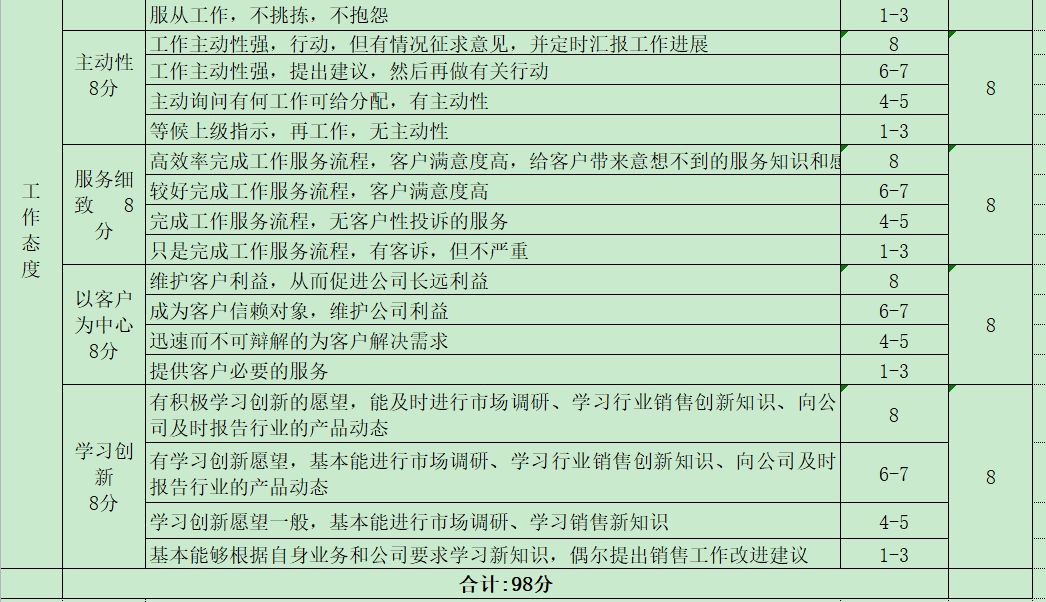 服从工作，不挑拣，不抱怨 1-3
工作主动性强，行动，但有情况征求意见，并定时汇报工作进展 8
主动性
8分
工作主动性强，提出建议，然后再做有关行动 6-7
8
主动询问有何工作可给分配，有主动性 4-5
等候上级指示，再工作，无主动性 1-3
高效率完成工作服务流程，客户满意度高，给客户带来意想不到的服务知识和 8
服务细
致 8
分
较好完成工作服务流程，客户满意度高 6-7
8
完成工作服务流程，无客户性投诉的服务 4-5
只是完成工作服务流程，有客诉，但不严重 1-3
工
作
态
度
维护客户利益，从而促进公司长远利益 8
以客户
为中心
8分
成为客户信赖对象，维护公司利益 6-7
8
迅速而不可辩解的为客户解决需求 4-5
提供客户必要的服务 1-3
有积极学习创新的愿望，能及时进行市场调研、学习行业销售创新知识、向公
司及时报告行业的产品动态 8
学习创
新
8分
有学习创新愿望，基本能进行市场调研、学习行业销售创新知识、向公司及时
报告行业的产品动态 6-7
8
学习创新愿望一般，基本能进行市场调研、学习销售新知识 4-5
基本能够根据自身业务和公司要求学习新知识，偶尔提出销售工作改进建议 1-3
合计:98分